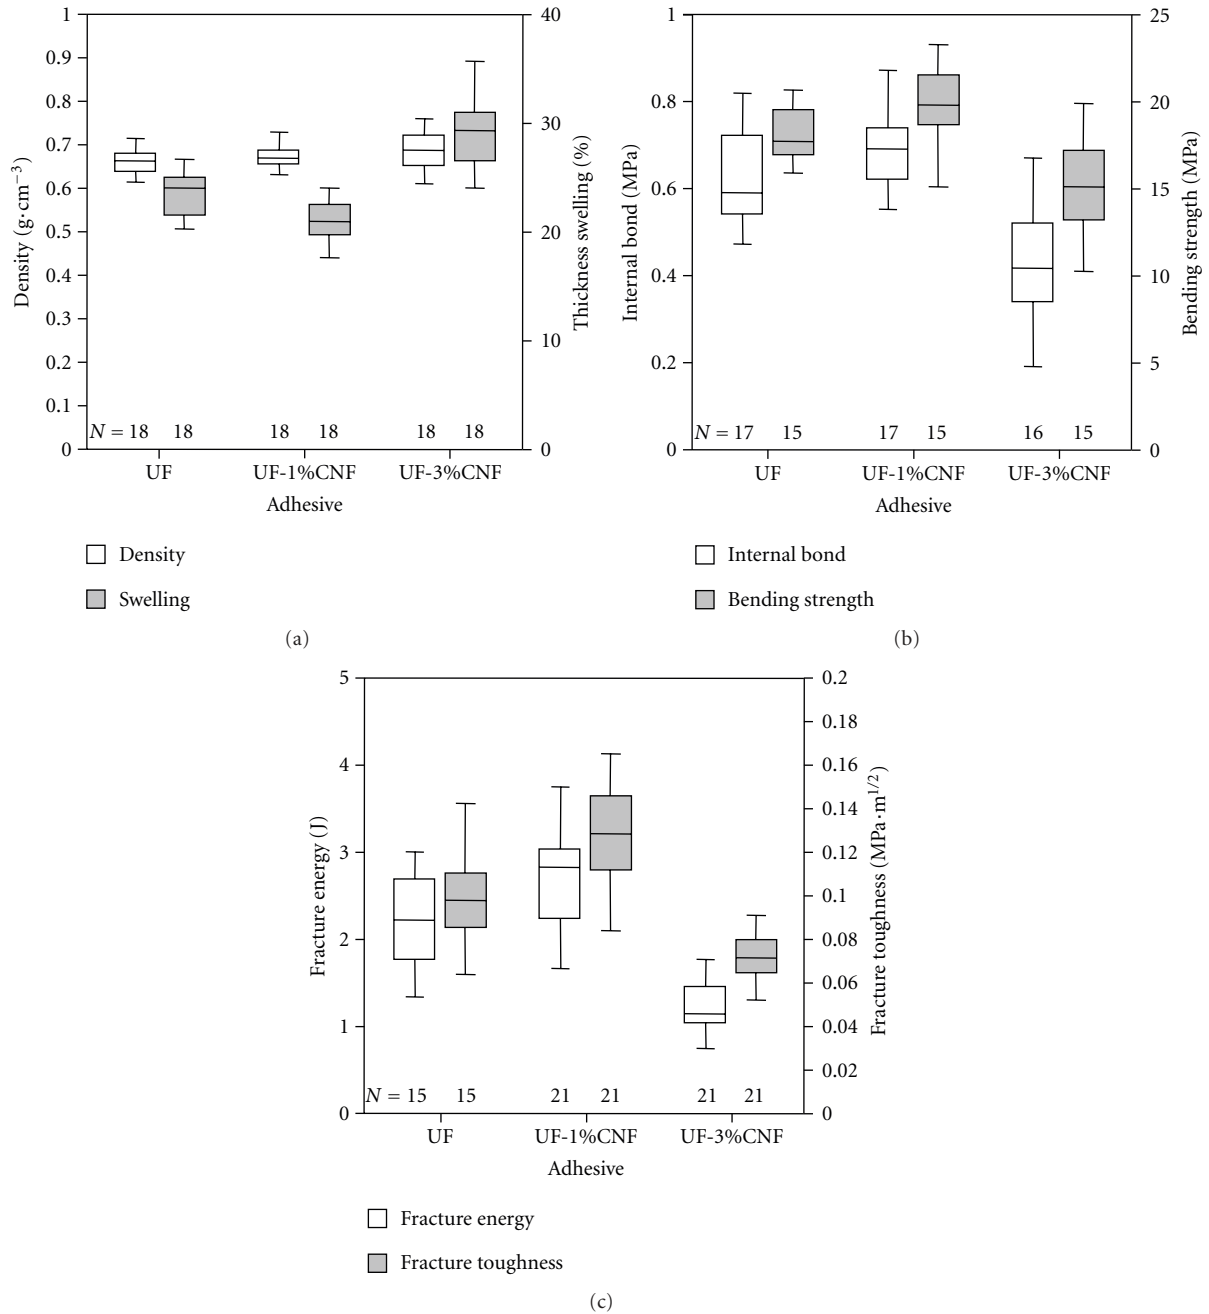 1
0.9
0.8
0.7
0.6
0.5
0.4
0.3
0.2
0.1
0
Density (g·cm⁻³)
40
30
20
10
0
Thickness swelling (%)
N = 18 18 18 18 18 18
UF UF-1%CNF UF-3%CNF
Adhesive
Density
Swelling
(a)
1
0.8
0.6
0.4
0.2
0
Internal bond (MPa)
25
20
15
10
5
0
Bending strength (MPa)
N = 17 15 17 15 16 15
UF UF-1%CNF UF-3%CNF
Adhesive
Internal bond
Bending strength
(b)
5
4
3
2
1
0
Fracture energy (J)
0.2
0.18
0.16
0.14
0.12
0.1
0.08
0.06
0.04
0.02
0
Fracture toughness (MPa·m^1/2)
N = 15 15 21 21 21 21
UF UF-1%CNF UF-3%CNF
Adhesive
Fracture energy
Fracture toughness
(c)